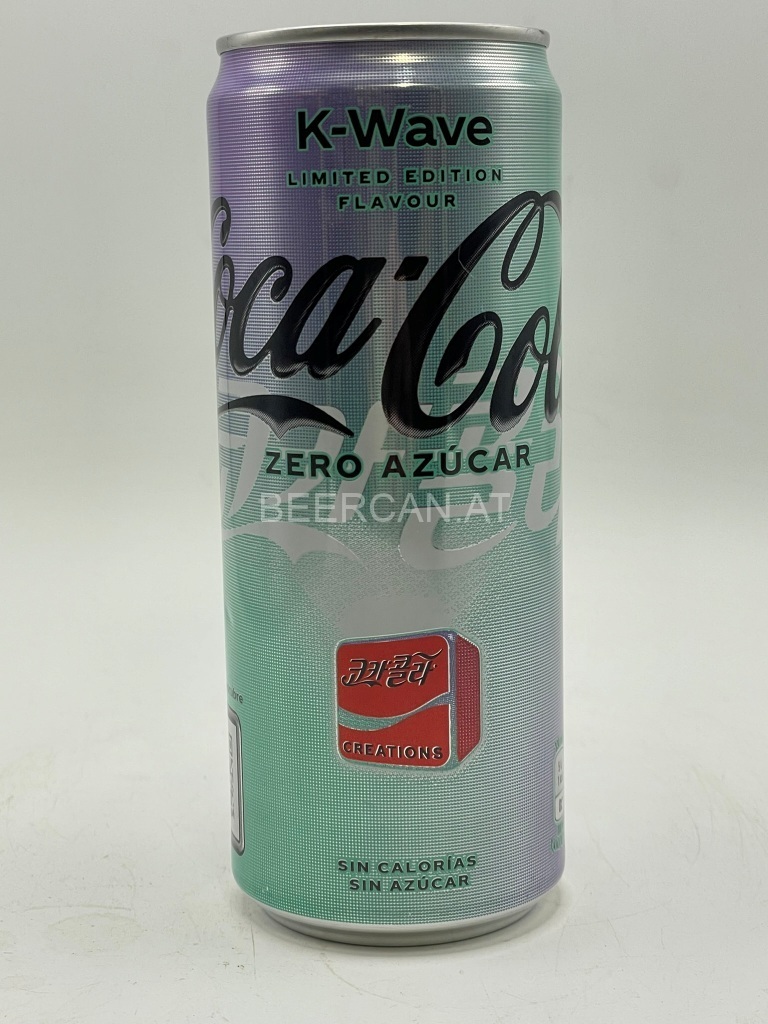 K-Wave
LIMITED EDITION
FLAVOUR
Coca-Cola
ZERO AZÚCAR
BEERCAN.AT
코카콜라
CREATIONS
SIN CALORÍAS
SIN AZÚCAR